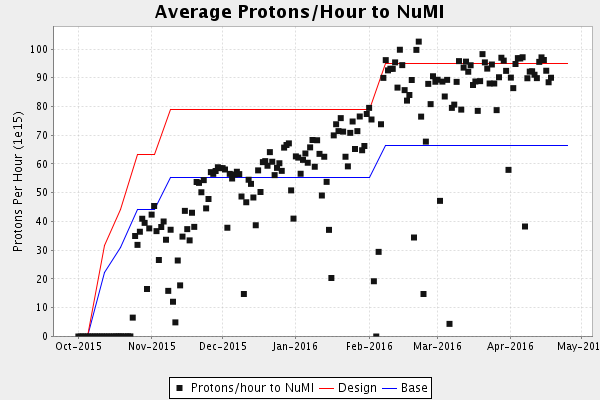 Average Protons/Hour to NuMI
Protons Per Hour (1e15)
100
90
80
70
60
50
40
30
20
10
0
Oct-2015 Nov-2015 Dec-2015 Jan-2016 Feb-2016 Mar-2016 Apr-2016 May-2016
Protons/hour to NuMI Design Base